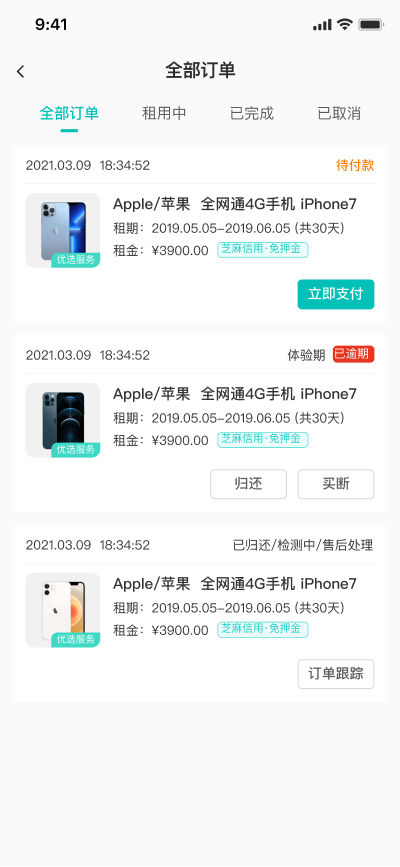 9:41
全部订单
全部订单 租用中 已完成 已取消
2021.03.09 18:34:52 待付款
Apple/苹果 全网通4G手机 iPhone7
租期：2019.05.05-2019.06.05 (共30天)
租金：¥3900.00 芝麻信用·免押金
优选服务
立即支付
2021.03.09 18:34:52 体验期 已逾期
Apple/苹果 全网通4G手机 iPhone7
租期：2019.05.05-2019.06.05 (共30天)
租金：¥3900.00 芝麻信用·免押金
优选服务
归还 买断
2021.03.09 18:34:52 已归还/检测中/售后处理
Apple/苹果 全网通4G手机 iPhone7
租期：2019.05.05-2019.06.05 (共30天)
租金：¥3900.00 芝麻信用·免押金
优选服务
订单跟踪